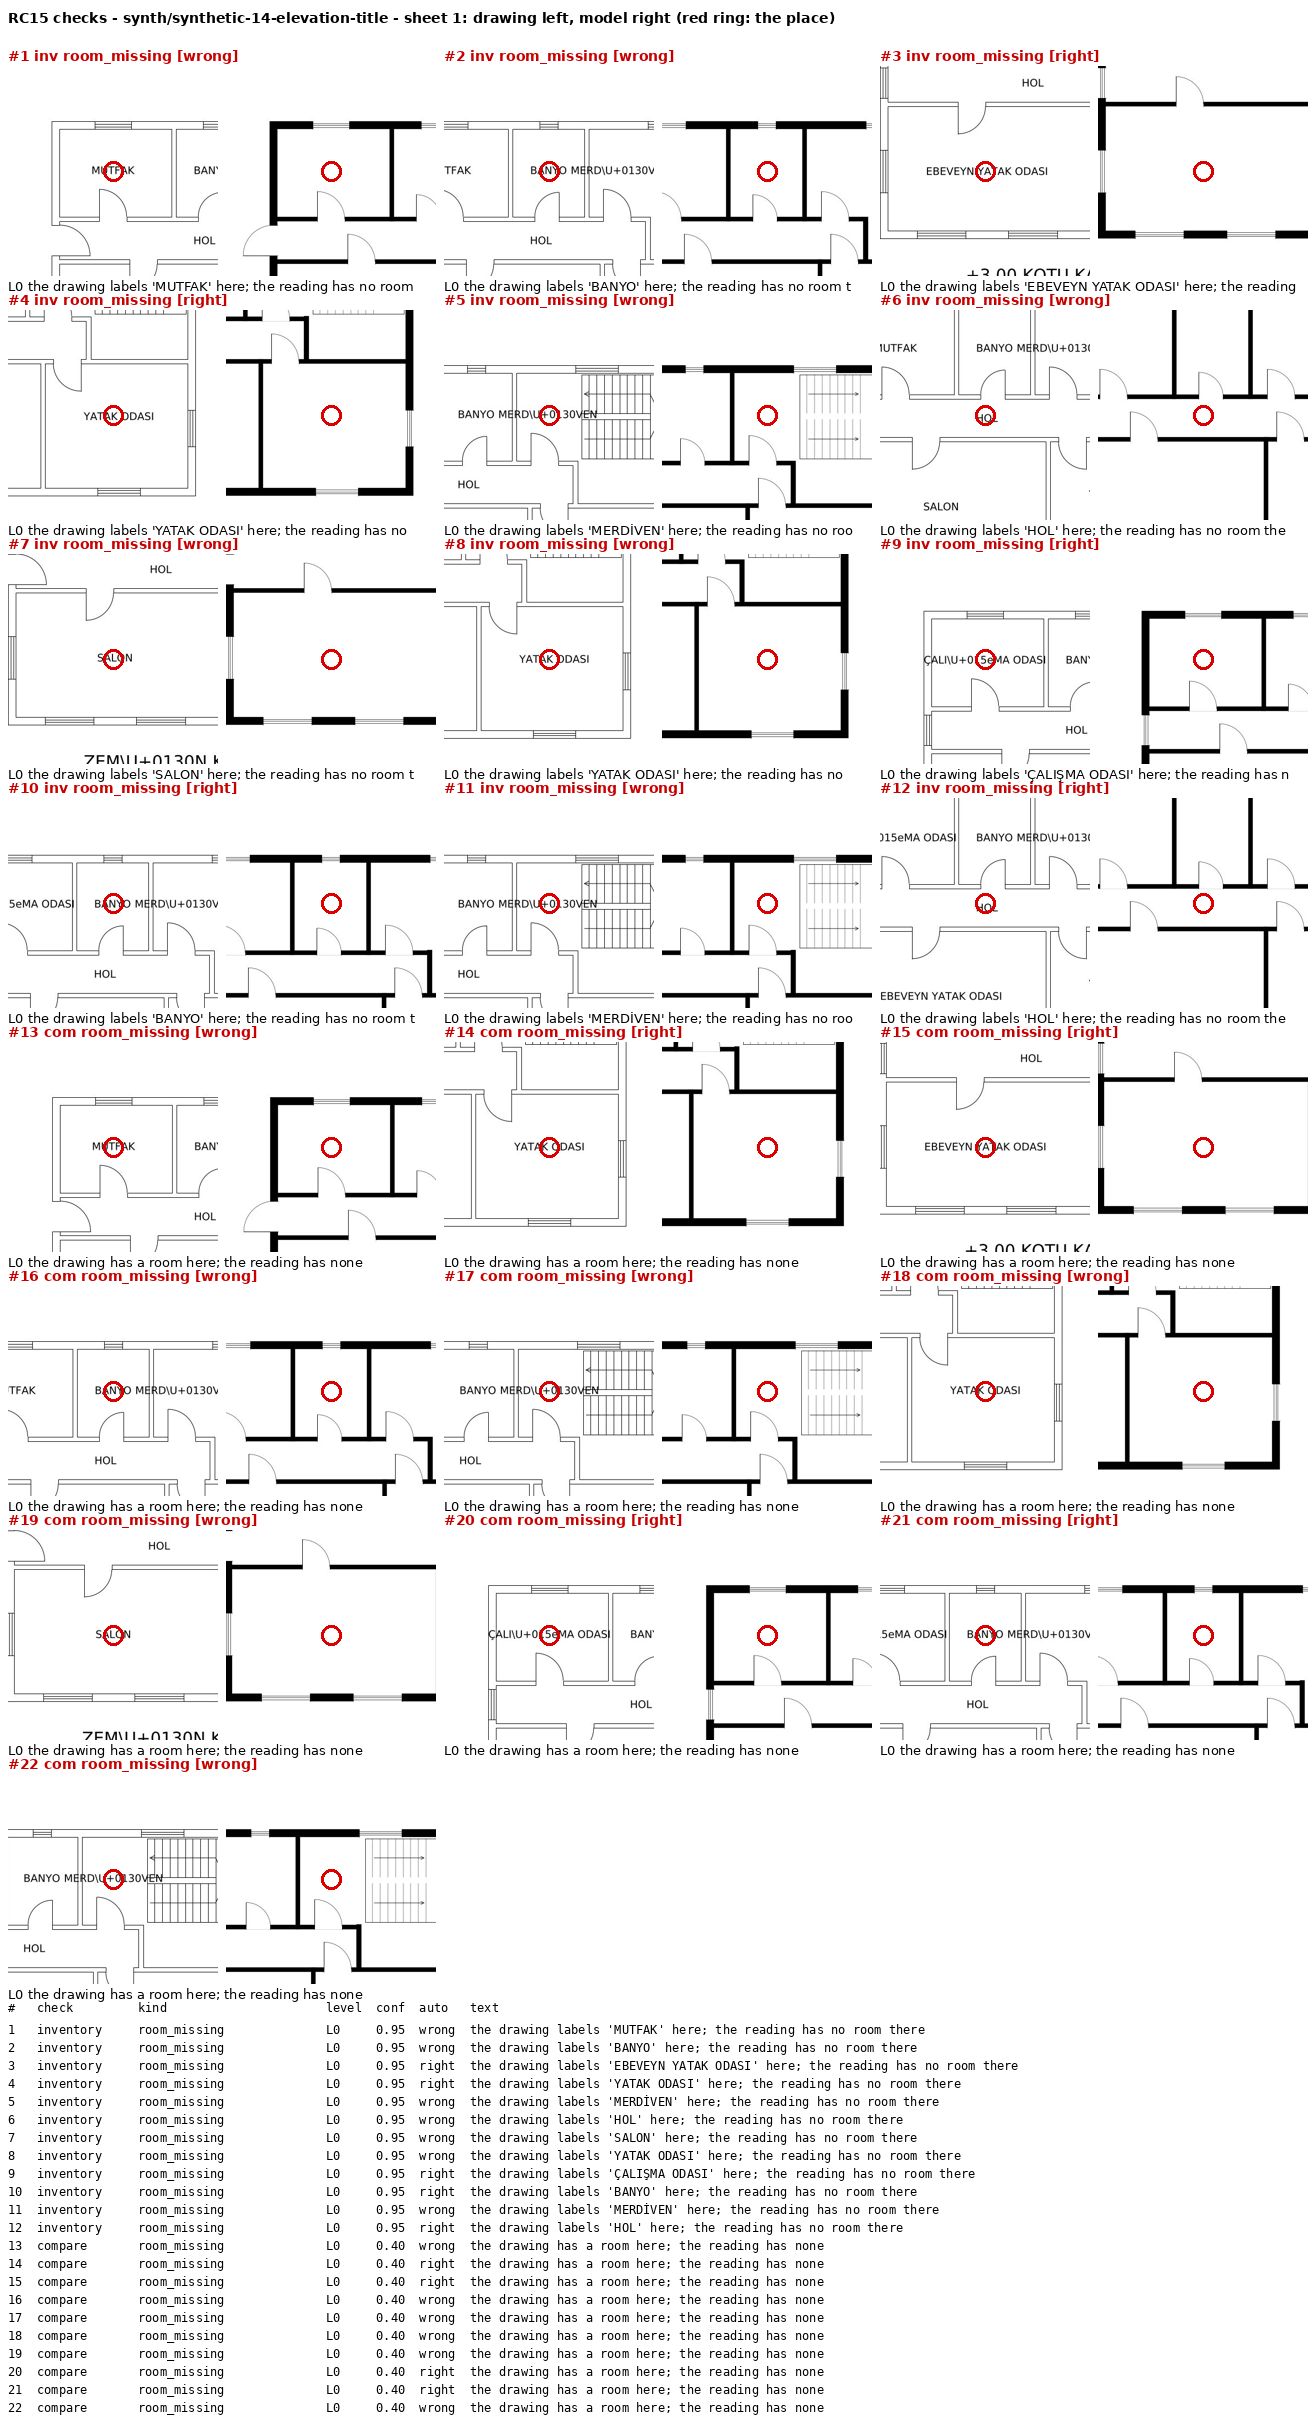 RC15 checks - synth/synthetic-14-elevation-title - sheet 1: drawing left, model right (red ring: the place)
#1 inv room_missing [wrong]
#2 inv room_missing [wrong]
#3 inv room_missing [right]
HOL
MUTFAK
BANY
HOL
TFAK
BANYO MERD\U+0130V
HOL
EBEVEYN YATAK ODASI
+3.00 KOTU KA
L0 the drawing labels 'MUTFAK' here; the reading has no room
L0 the drawing labels 'BANYO' here; the reading has no room t
L0 the drawing labels 'EBEVEYN YATAK ODASI' here; the reading
#4 inv room_missing [right]
#5 inv room_missing [wrong]
#6 inv room_missing [wrong]
YATAK ODASI
BANYO MERD\U+0130VEN
HOL
MUTFAK
BANYO MERD\U+0130
HOL
SALON
L0 the drawing labels 'YATAK ODASI' here; the reading has no
L0 the drawing labels 'MERDİVEN' here; the reading has no roo
L0 the drawing labels 'HOL' here; the reading has no room the
#7 inv room_missing [wrong]
#8 inv room_missing [wrong]
#9 inv room_missing [right]
HOL
SALON
ZEM\U+0130N K
YATAK ODASI
ÇALI\U+015eMA ODASI
BANY
HOL
L0 the drawing labels 'SALON' here; the reading has no room t
L0 the drawing labels 'YATAK ODASI' here; the reading has no
L0 the drawing labels 'ÇALIŞMA ODASI' here; the reading has n
#10 inv room_missing [right]
#11 inv room_missing [wrong]
#12 inv room_missing [right]
5eMA ODASI
BANYO MERD\U+0130V
HOL
BANYO MERD\U+0130VEN
HOL
015eMA ODASI
BANYO MERD\U+0130
HOL
EBEVEYN YATAK ODASI
L0 the drawing labels 'BANYO' here; the reading has no room t
L0 the drawing labels 'MERDİVEN' here; the reading has no roo
L0 the drawing labels 'HOL' here; the reading has no room the
#13 com room_missing [wrong]
#14 com room_missing [right]
#15 com room_missing [right]
MUTFAK
BANY
HOL
YATAK ODASI
HOL
EBEVEYN YATAK ODASI
+3.00 KOTU KA
L0 the drawing has a room here; the reading has none
L0 the drawing has a room here; the reading has none
L0 the drawing has a room here; the reading has none
#16 com room_missing [wrong]
#17 com room_missing [wrong]
#18 com room_missing [wrong]
UTFAK
BANYO MERD\U+0130V
HOL
BANYO MERD\U+0130VEN
HOL
YATAK ODASI
L0 the drawing has a room here; the reading has none
L0 the drawing has a room here; the reading has none
L0 the drawing has a room here; the reading has none
#19 com room_missing [wrong]
#20 com room_missing [right]
#21 com room_missing [right]
HOL
SALON
ZEM\U+0130N K
ÇALI\U+015eMA ODASI
BANY
HOL
5eMA ODASI
BANYO MERD\U+0130V
HOL
L0 the drawing has a room here; the reading has none
L0 the drawing has a room here; the reading has none
L0 the drawing has a room here; the reading has none
#22 com room_missing [wrong]
BANYO MERD\U+0130VEN
HOL
L0 the drawing has a room here; the reading has none
# check kind level conf auto text
1 inventory room_missing L0 0.95 wrong the drawing labels 'MUTFAK' here; the reading has no room there
2 inventory room_missing L0 0.95 wrong the drawing labels 'BANYO' here; the reading has no room there
3 inventory room_missing L0 0.95 right the drawing labels 'EBEVEYN YATAK ODASI' here; the reading has no room there
4 inventory room_missing L0 0.95 right the drawing labels 'YATAK ODASI' here; the reading has no room there
5 inventory room_missing L0 0.95 wrong the drawing labels 'MERDİVEN' here; the reading has no room there
6 inventory room_missing L0 0.95 wrong the drawing labels 'HOL' here; the reading has no room there
7 inventory room_missing L0 0.95 wrong the drawing labels 'SALON' here; the reading has no room there
8 inventory room_missing L0 0.95 wrong the drawing labels 'YATAK ODASI' here; the reading has no room there
9 inventory room_missing L0 0.95 right the drawing labels 'ÇALIŞMA ODASI' here; the reading has no room there
10 inventory room_missing L0 0.95 right the drawing labels 'BANYO' here; the reading has no room there
11 inventory room_missing L0 0.95 wrong the drawing labels 'MERDİVEN' here; the reading has no room there
12 inventory room_missing L0 0.95 right the drawing labels 'HOL' here; the reading has no room there
13 compare room_missing L0 0.40 wrong the drawing has a room here; the reading has none
14 compare room_missing L0 0.40 right the drawing has a room here; the reading has none
15 compare room_missing L0 0.40 right the drawing has a room here; the reading has none
16 compare room_missing L0 0.40 wrong the drawing has a room here; the reading has none
17 compare room_missing L0 0.40 wrong the drawing has a room here; the reading has none
18 compare room_missing L0 0.40 wrong the drawing has a room here; the reading has none
19 compare room_missing L0 0.40 wrong the drawing has a room here; the reading has none
20 compare room_missing L0 0.40 right the drawing has a room here; the reading has none
21 compare room_missing L0 0.40 right the drawing has a room here; the reading has none
22 compare room_missing L0 0.40 wrong the drawing has a room here; the reading has none